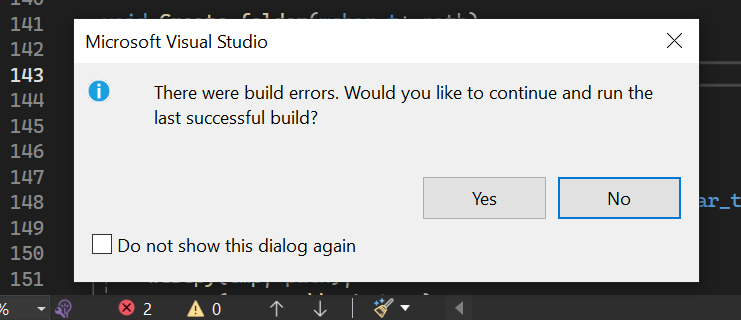 141
Microsoft Visual Studio
142
143
There were build errors. Would you like to continue and run the
144
last successful build?
145
146
147
Yes
No
148
149
Do not show this dialog again
150
151
%
2
0